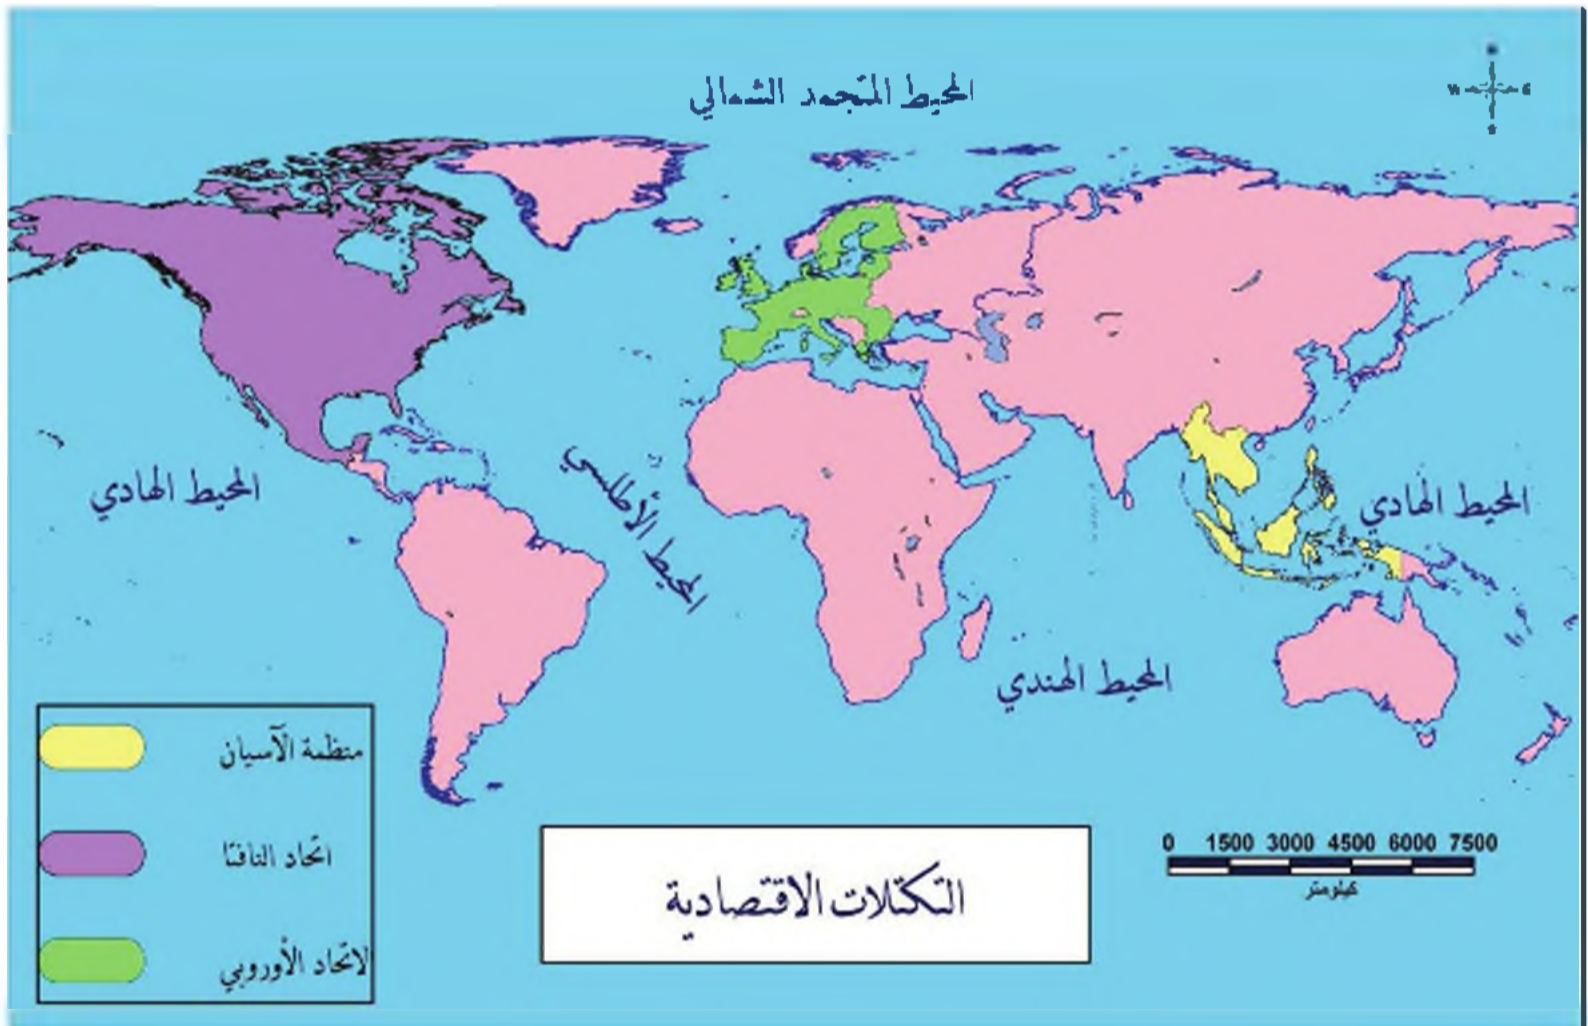 المحيط المتجمد الشمالي
W E
S
المحيط الهادي
المحيط الأطلسي
المحيط الهادي
المحيط الهندي
منظمة الآسيان
اتحاد النافتا
لاتحاد الأوروبي
التكتلات الاقتصادية
0 1500 3000 4500 6000 7500
كيلومتر